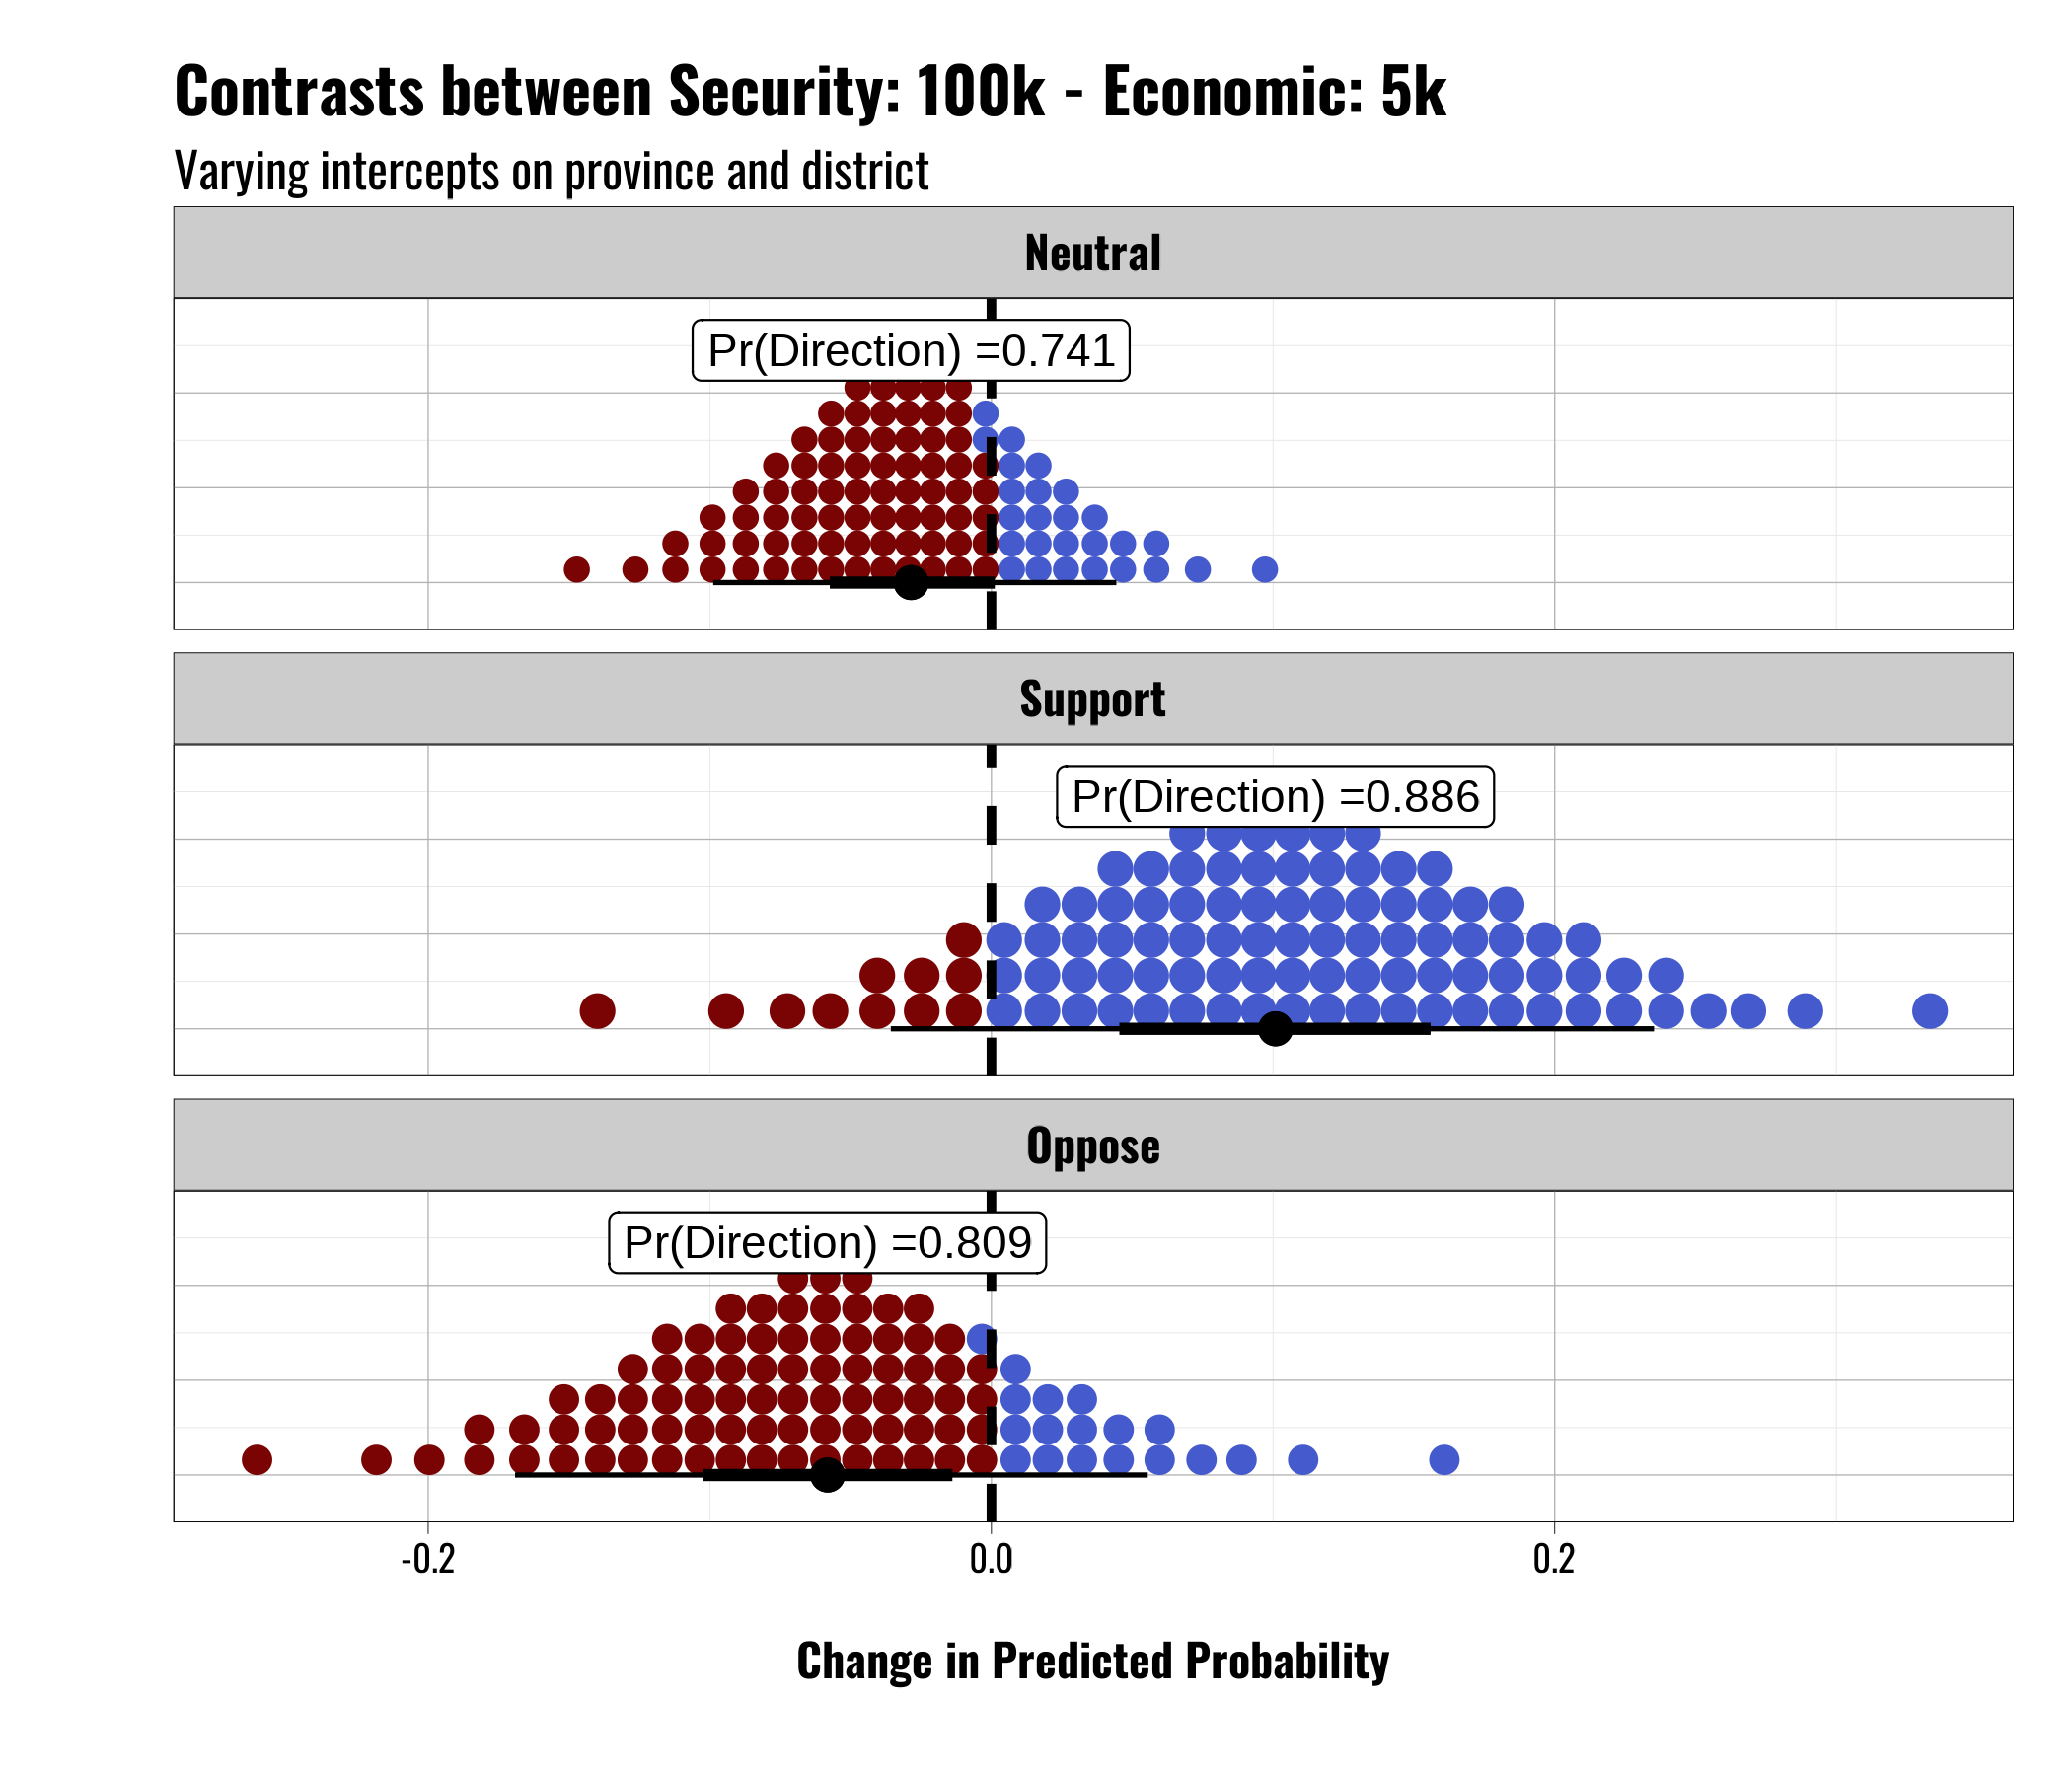 Contrasts between Security: 100k - Economic: 5k
Varying intercepts on province and district
Neutral
Pr(Direction) =0.741
Support
Pr(Direction) =0.886
Oppose
Pr(Direction) =0.809
-0.2 0.0 0.2
Change in Predicted Probability